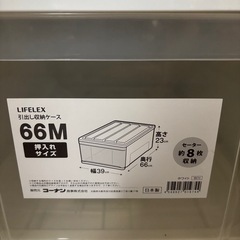 LIFELEX
引出し収納ケース
66M
押入れ
サイズ
高さ
23cm
奥行
66cm
幅39cm
セーター
約8枚
収納
コーナン
日本製